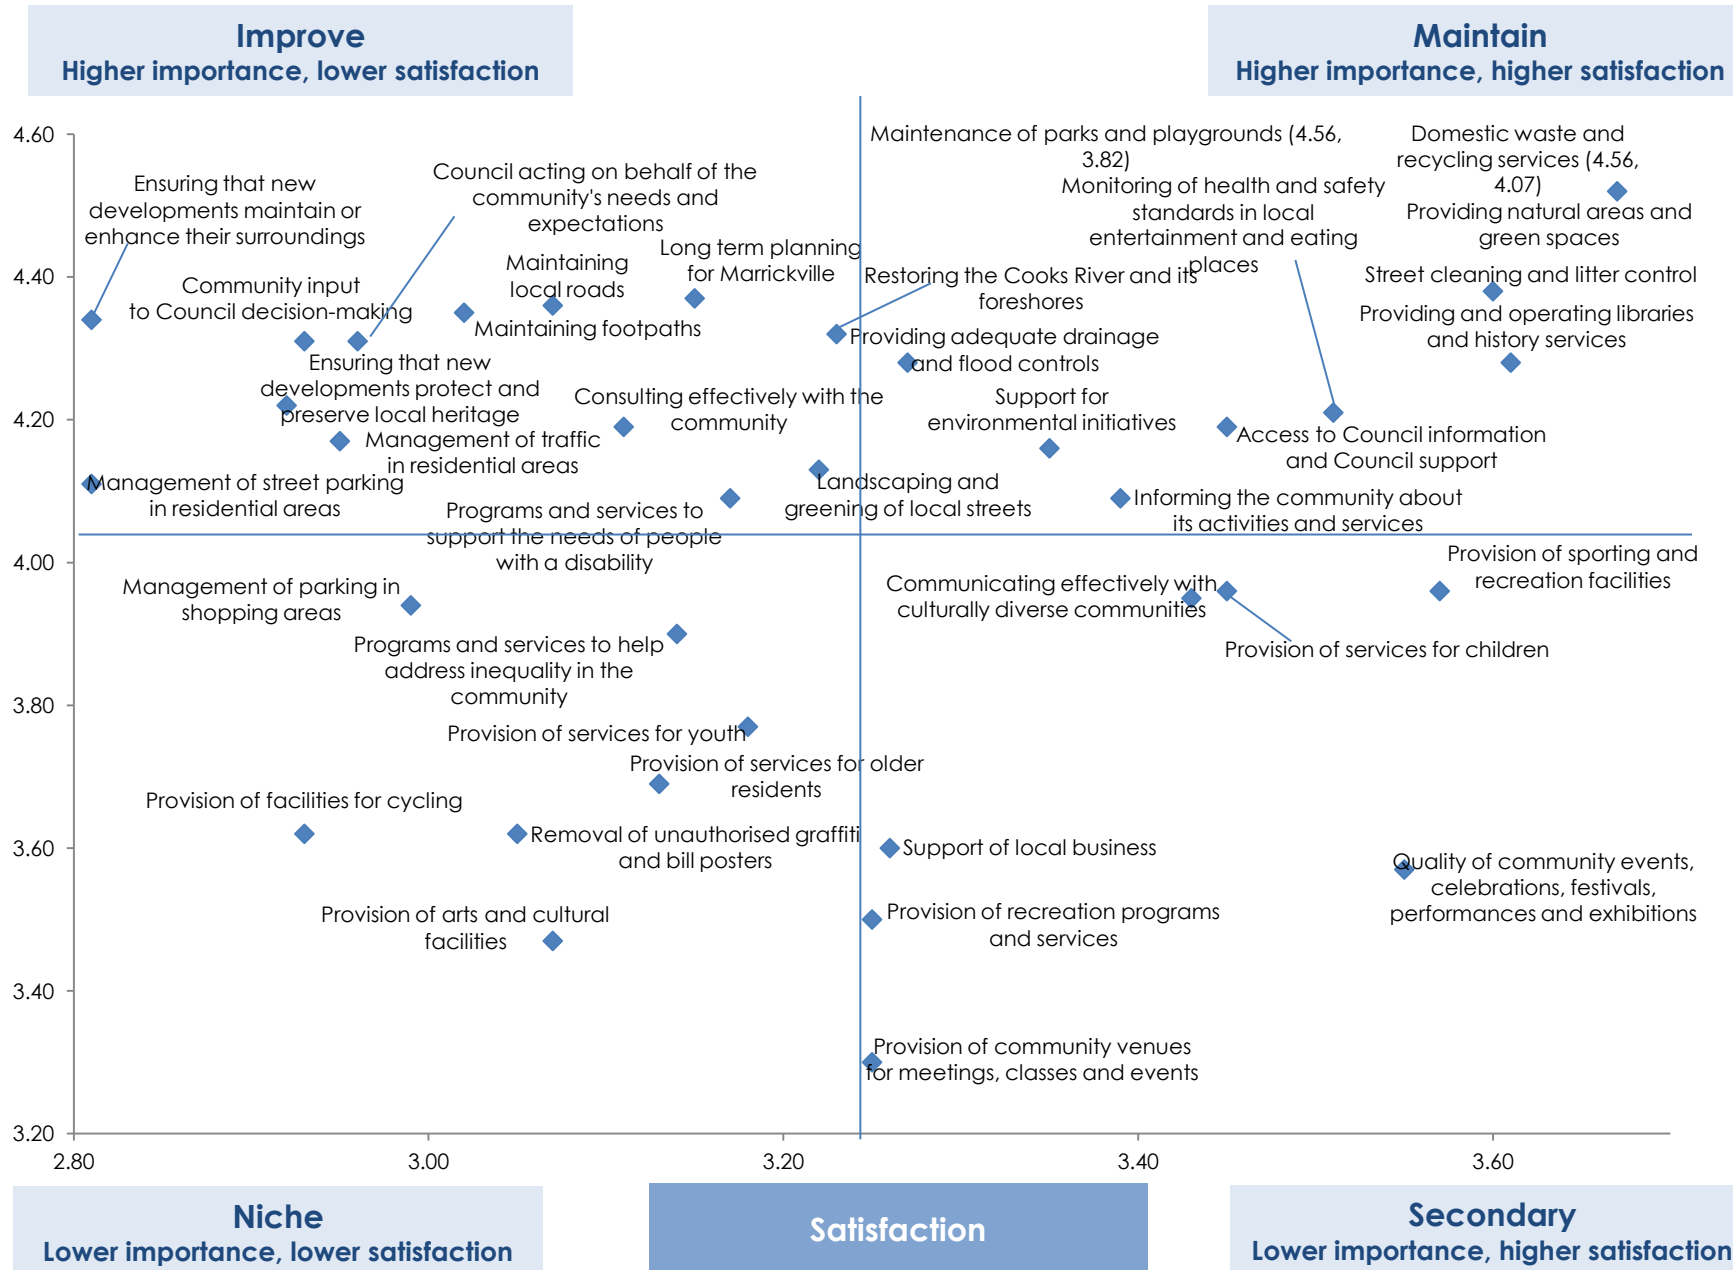 Improve
Higher importance, lower satisfaction
Maintain
Higher importance, higher satisfaction
4.60
4.40
4.20
4.00
3.80
3.60
3.40
3.20
Ensuring that new
developments maintain or
enhance their surroundings
Council acting on behalf of the
community's needs and
expectations
Community input
to Council decision-making
Maintaining
local roads
Long term planning
for Marrickville
Maintaining footpaths
Maintenance of parks and playgrounds (4.56,
3.82)
Domestic waste and
recycling services (4.56,
4.07)
Monitoring of health and safety
standards in local
entertainment and eating
places
Providing natural areas and
green spaces
Restoring the Cooks River and its
foreshores
Street cleaning and litter control
Providing and operating libraries
and history services
Providing adequate drainage
and flood controls
Ensuring that new
developments protect and
preserve local heritage
Consulting effectively with the
community
Support for
environmental initiatives
Management of traffic
in residential areas
Access to Council information
and Council support
Management of street parking
in residential areas
Landscaping and
greening of local streets
Informing the community about
its activities and services
Programs and services to
support the needs of people
with a disability
Provision of sporting and
recreation facilities
Management of parking in
shopping areas
Communicating effectively with
culturally diverse communities
Programs and services to help
address inequality in the
community
Provision of services for children
Provision of services for youth
Provision of services for older
residents
Provision of facilities for cycling
Removal of unauthorised graffiti
and bill posters
Support of local business
Quality of community events,
celebrations, festivals,
performances and exhibitions
Provision of arts and cultural
facilities
Provision of recreation programs
and services
Provision of community venues
for meetings, classes and events
2.80
3.00
3.20
3.40
3.60
Niche
Lower importance, lower satisfaction
Satisfaction
Secondary
Lower importance, higher satisfaction